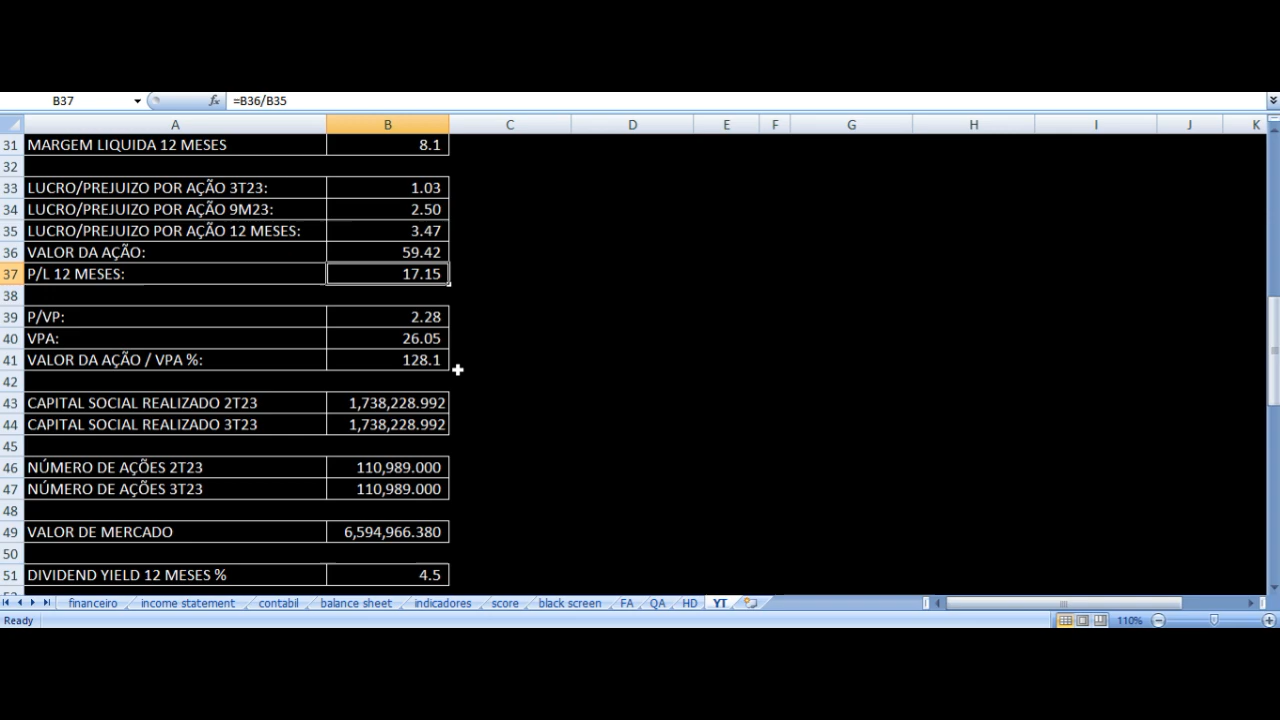 B37 fx =B36/B35
A B C D E F G H I J K
31 MARGEM LIQUIDA 12 MESES 8.1
32
33 LUCRO/PREJUIZO POR AÇÃO 3T23: 1.03
34 LUCRO/PREJUIZO POR AÇÃO 9M23: 2.50
35 LUCRO/PREJUIZO POR AÇÃO 12 MESES: 3.47
36 VALOR DA AÇÃO: 59.42
37 P/L 12 MESES: 17.15
38
39 P/VP: 2.28
40 VPA: 26.05
41 VALOR DA AÇÃO / VPA %: 128.1
42
43 CAPITAL SOCIAL REALIZADO 2T23 1,738,228.992
44 CAPITAL SOCIAL REALIZADO 3T23 1,738,228.992
45
46 NÚMERO DE AÇÕES 2T23 110,989.000
47 NÚMERO DE AÇÕES 3T23 110,989.000
48
49 VALOR DE MERCADO 6,594,966.380
50
51 DIVIDEND YIELD 12 MESES % 4.5
financeiro income statement contabil balance sheet indicadores score black screen FA QA HD YT
Ready 110%